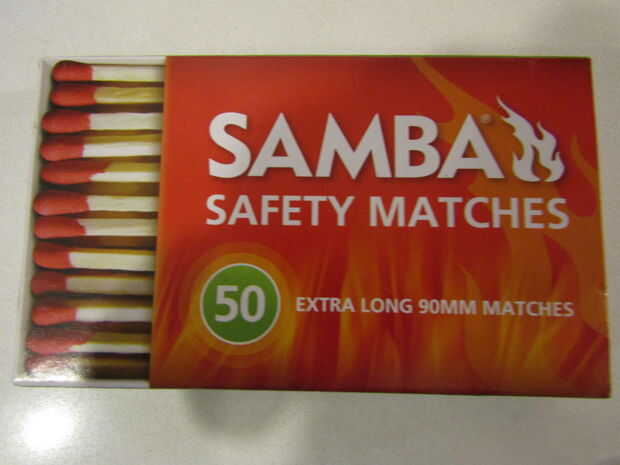 SAMBA®
SAFETY MATCHES
50
EXTRA LONG 90MM MATCHES